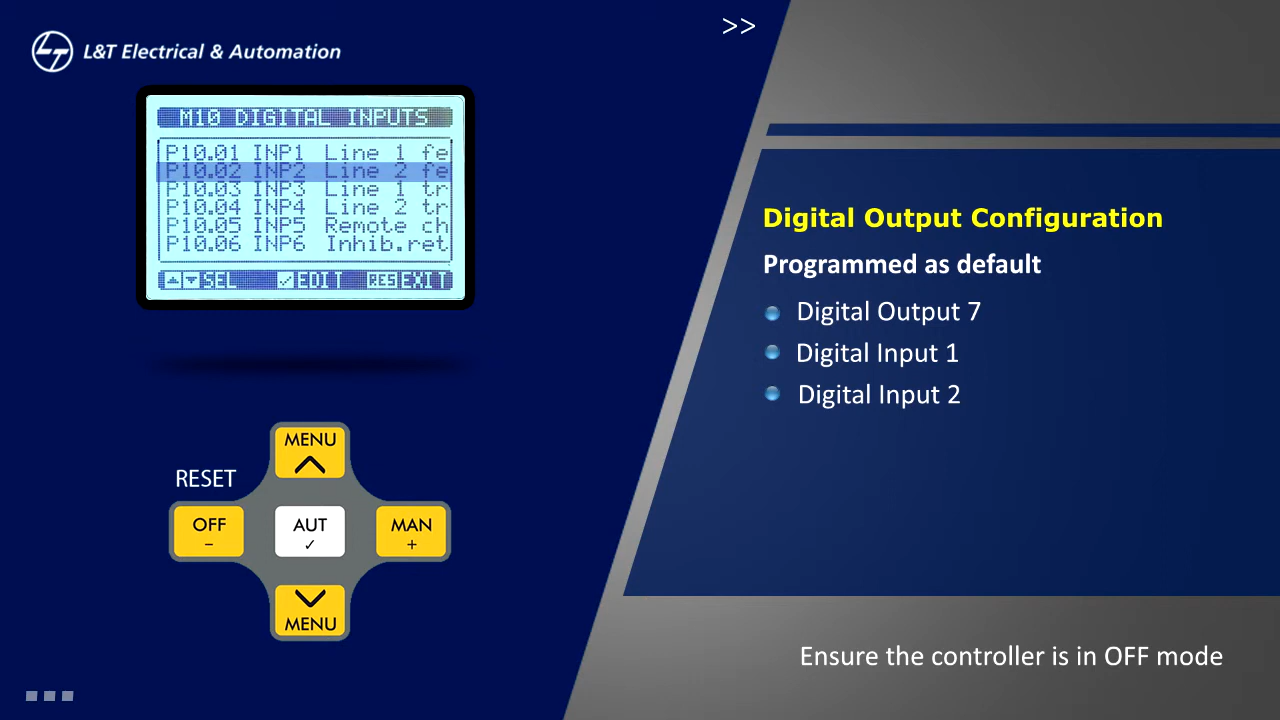 >>
L&T Electrical & Automation
M10 DIGITAL INPUTS
P10.01 INP1 Line 1 fe
P10.02 INP2 Line 2 fe
P10.03 INP3 Line 1 tr
P10.04 INP4 Line 2 tr
P10.05 INP5 Remote ch
P10.06 INP6 Inhib.ret
▲▼SEL ✓EDIT RES EXIT
RESET
MENU
OFF
−
AUT
✓
MAN
+
MENU
Digital Output Configuration
Programmed as default
Digital Output 7
Digital Input 1
Digital Input 2
Ensure the controller is in OFF mode